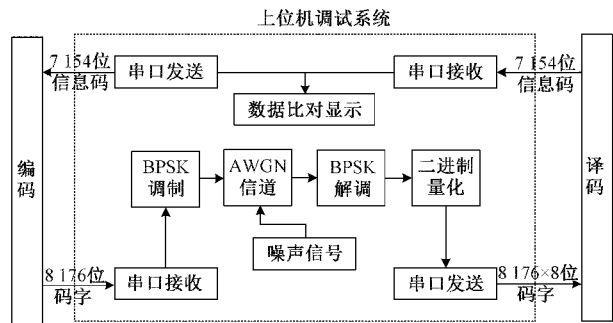 上位机调试系统
7 154位
信息码
串口发送
串口接收
7 154位
信息码
数据比对显示
编码
译码
BPSK
调制
AWGN
信道
BPSK
解调
二进制
量化
噪声信号
8 176位
码字
串口接收
串口发送
8 176×8位
码字